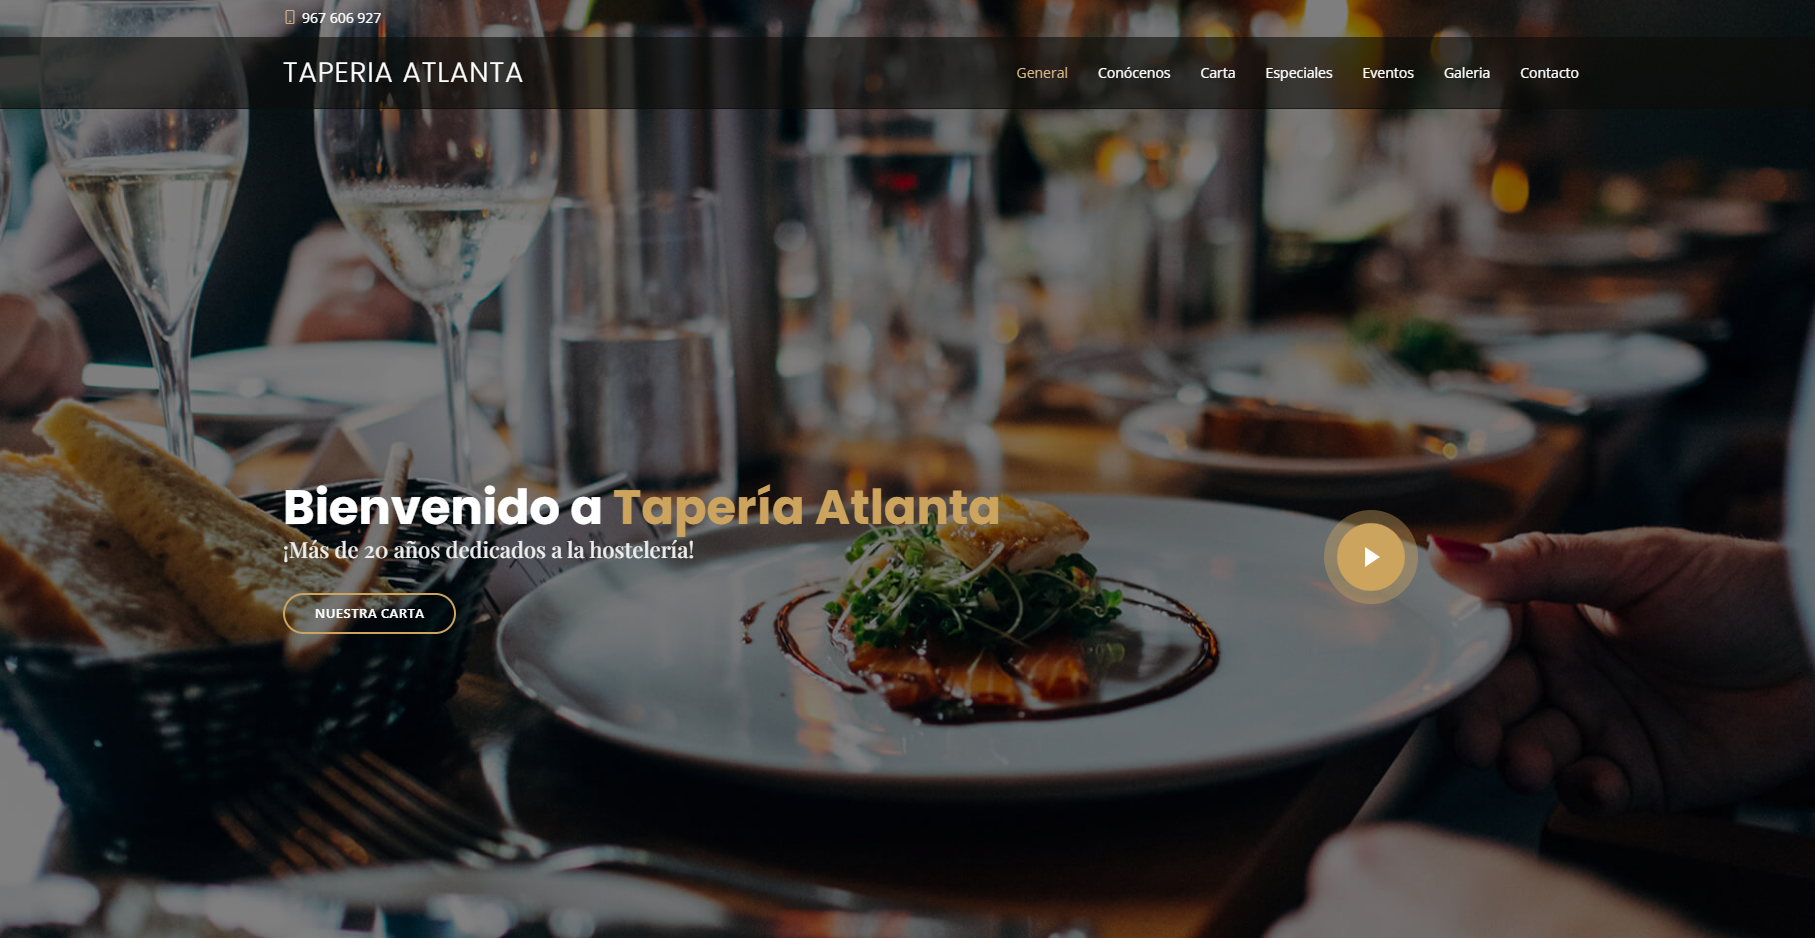 967 606 927
TAPERIA ATLANTA
General Conócenos Carta Especiales Eventos Galeria Contacto
Bienvenido a Tapería Atlanta
¡Más de 20 años dedicados a la hostelería!
NUESTRA CARTA